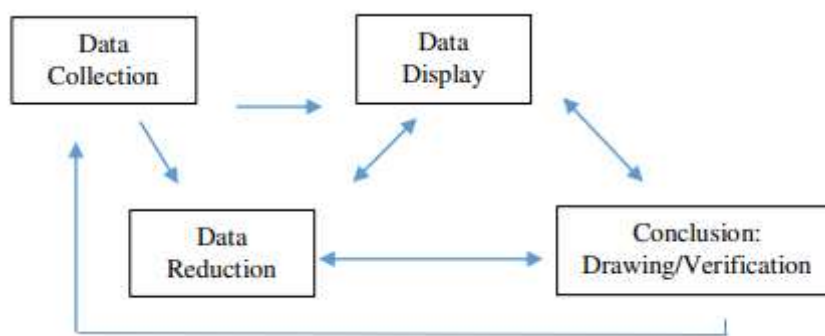 Data
Collection
Data
Display
Data
Reduction
Conclusion:
Drawing/Verification